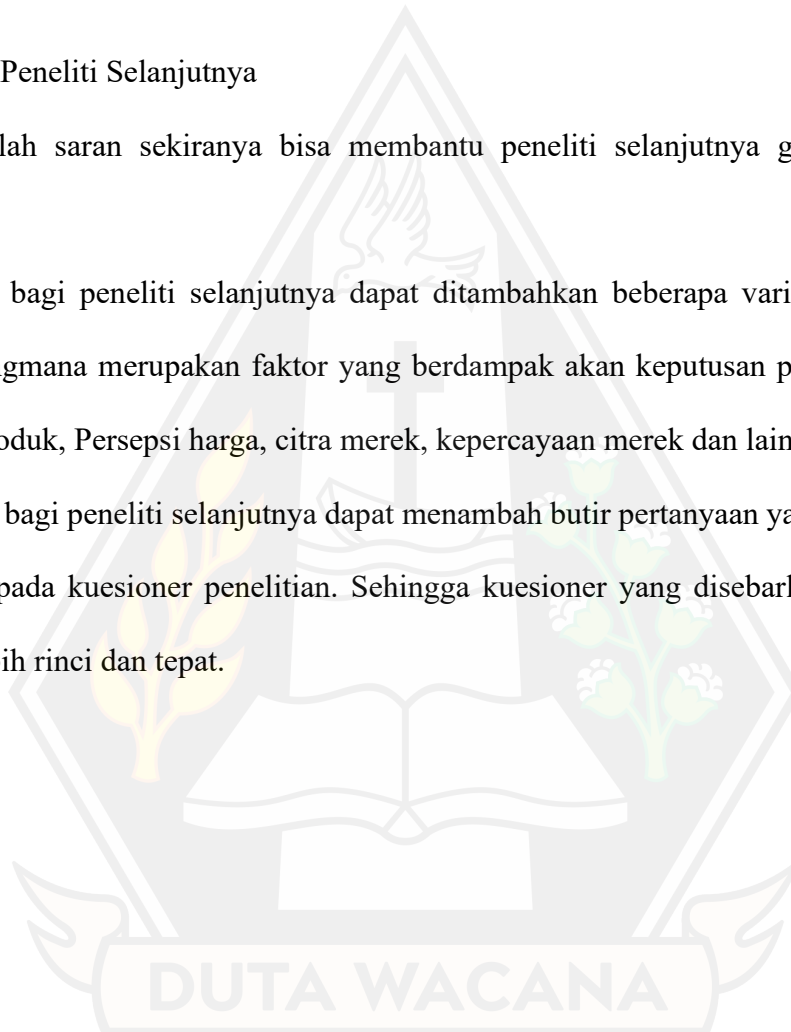 Peneliti Selanjutnya
lah saran sekiranya bisa membantu peneliti selanjutnya g
bagi peneliti selanjutnya dapat ditambahkan beberapa vari
gmana merupakan faktor yang berdampak akan keputusan p
oduk, Persepsi harga, citra merek, kepercayaan merek dan lain
bagi peneliti selanjutnya dapat menambah butir pertanyaan ya
pada kuesioner penelitian. Sehingga kuesioner yang disebar
ih rinci dan tepat.
DUTA WACANA